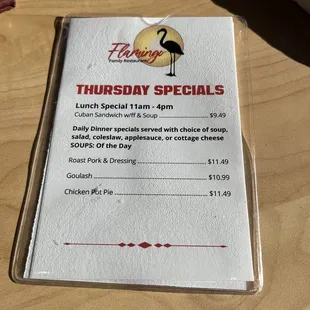 Flamingo
Family Restaurant
THURSDAY SPECIALS
Lunch Special 11am - 4pm
Cuban Sandwich w/ff & Soup $9.49
Daily Dinner specials served with choice of soup,
salad, coleslaw, applesauce, or cottage cheese
SOUPS: Of the Day
Roast Pork & Dressing $11.49
Goulash $10.99
Chicken Pot Pie $11.49